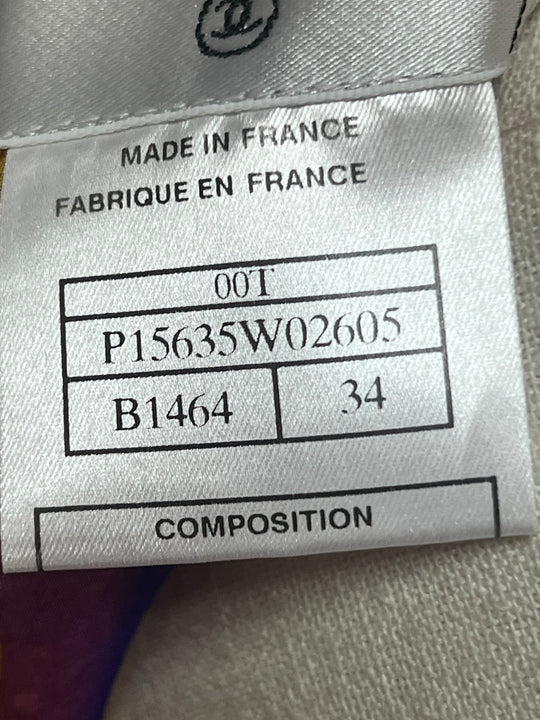 MADE IN FRANCE
FABRIQUE EN FRANCE
00T
P15635W02605
B1464 34
COMPOSITION